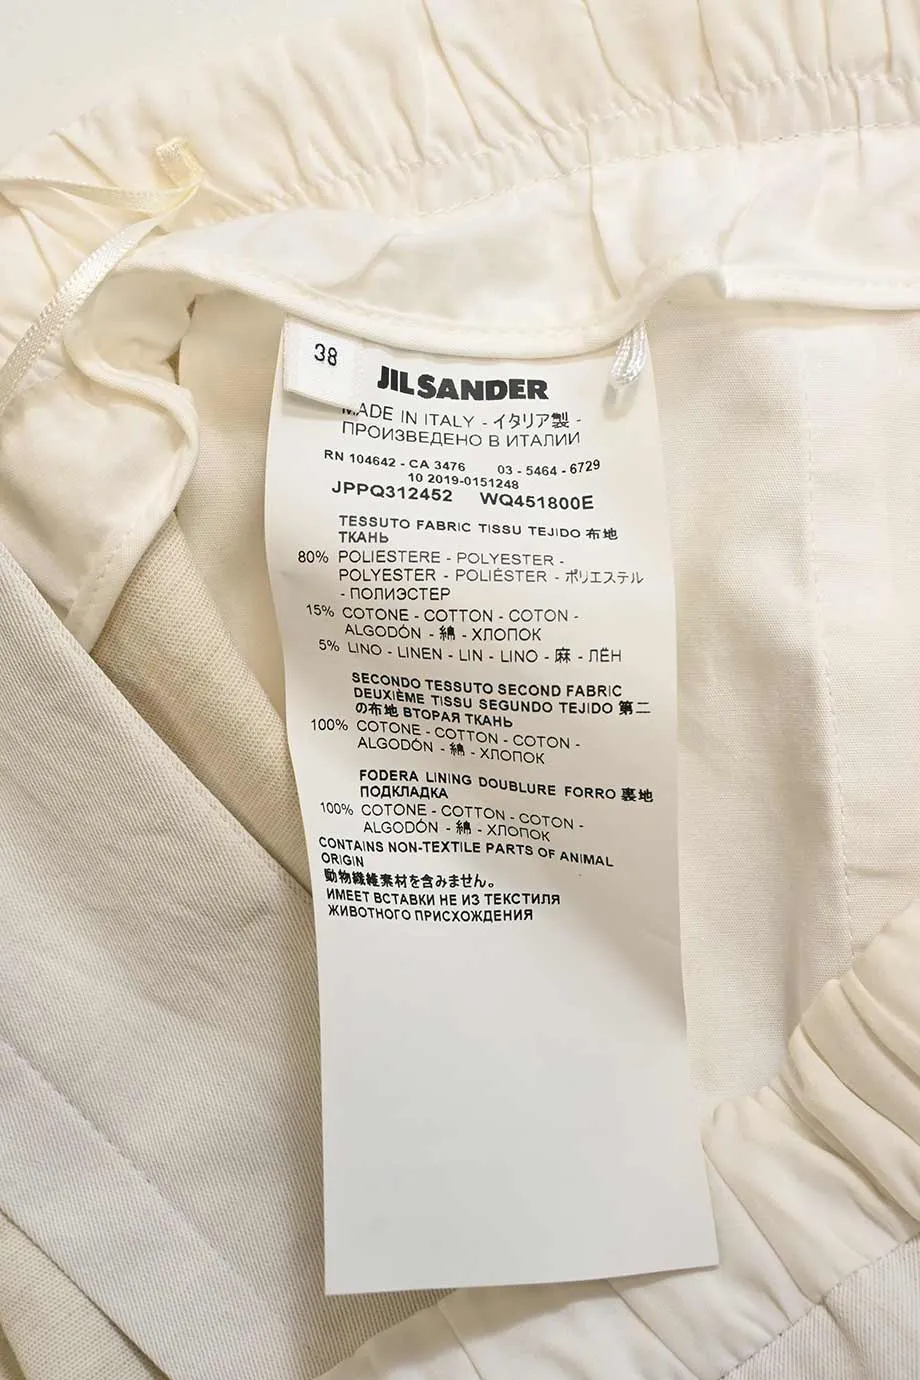 38
JIL SANDER
MADE IN ITALY - イタリア製 -
ПРОИЗВЕДЕНО В ИТАЛИИ
RN 104642 - CA 3476 03 - 5464 - 6729
10 2019-0151248
JPPQ312452 WQ451800E
TESSUTO FABRIC TISSU TEJIDO 布地
ТКАНЬ
80% POLIESTERE - POLYESTER -
POLYESTER - POLIÉSTER - ポリエステル
- ПОЛИЭСТЕР
15% COTONE - COTTON - COTON -
ALGODÓN - 綿 - ХЛОПОК
5% LINO - LINEN - LIN - LINO - 麻 - ЛЁН
SECONDO TESSUTO SECOND FABRIC
DEUXIÈME TISSU SEGUNDO TEJIDO 第二
の布地 ВТОРАЯ ТКАНЬ
100% COTONE - COTTON - COTON -
ALGODÓN - 綿 - ХЛОПОК
FODERA LINING DOUBLURE FORRO 裏地
ПОДКЛАДКА
100% COTONE - COTTON - COTON -
ALGODÓN - 綿 - ХЛОПОК
CONTAINS NON-TEXTILE PARTS OF ANIMAL
ORIGIN
動物繊維素材を含みません。
ИМЕЕТ ВСТАВКИ НЕ ИЗ ТЕКСТИЛЯ
ЖИВОТНОГО ПРИСХОЖДЕНИЯ